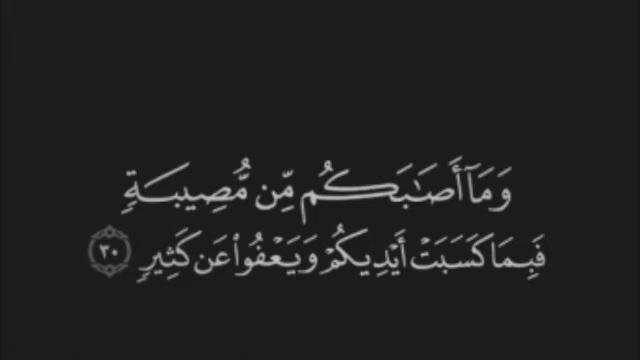 وَمَآ أَصَـٰبَكُم مِّن مُّصِيبَةٍۢ
فَبِمَا كَسَبَتْ أَيْدِيكُمْ وَيَعْفُوا۟ عَن كَثِيرٍۢ ٣٠